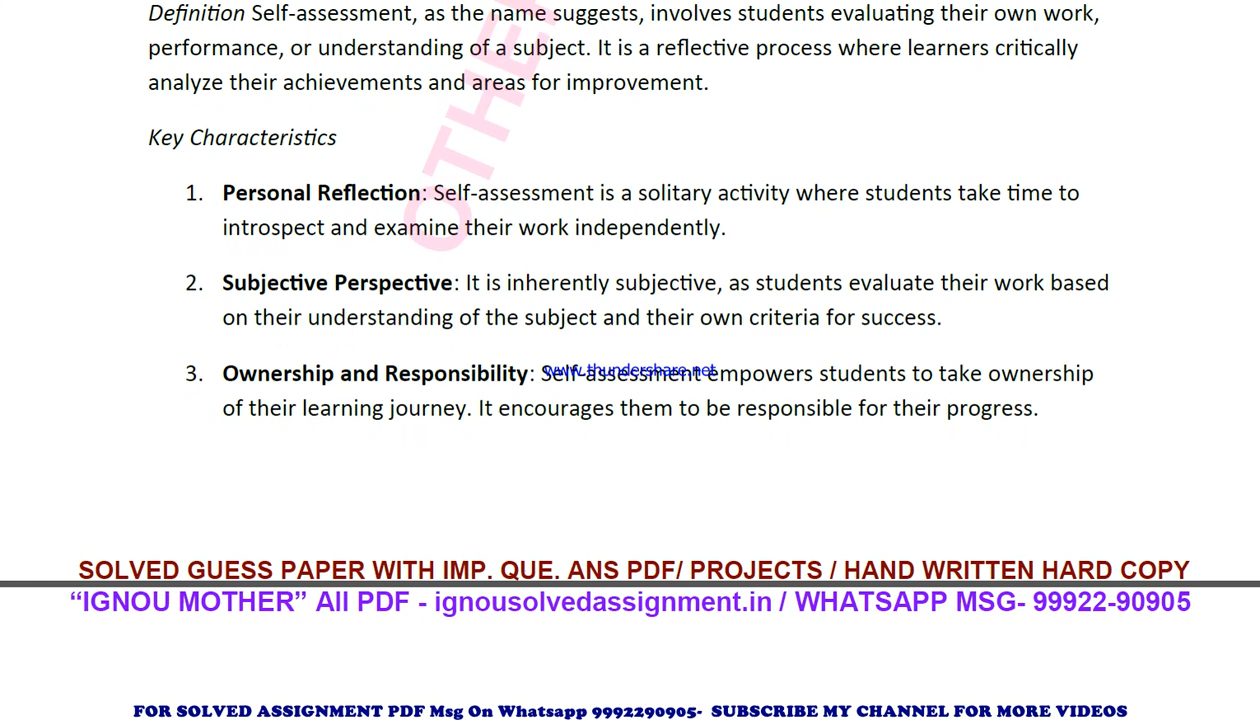 Definition Self-assessment, as the name suggests, involves students evaluating their own work,
performance, or understanding of a subject. It is a reflective process where learners critically
analyze their achievements and areas for improvement.
Key Characteristics
1. Personal Reflection: Self-assessment is a solitary activity where students take time to
introspect and examine their work independently.
2. Subjective Perspective: It is inherently subjective, as students evaluate their work based
on their understanding of the subject and their own criteria for success.
3. Ownership and Responsibility: Self-assessment empowers students to take ownership
www.thundershare.net
of their learning journey. It encourages them to be responsible for their progress.
OTHE
SOLVED GUESS PAPER WITH IMP. QUE. ANS PDF/ PROJECTS / HAND WRITTEN HARD COPY
“IGNOU MOTHER” All PDF - ignousolvedassignment.in / WHATSAPP MSG- 99922-90905
FOR SOLVED ASSIGNMENT PDF Msg On Whatsapp 9992290905- SUBSCRIBE MY CHANNEL FOR MORE VIDEOS